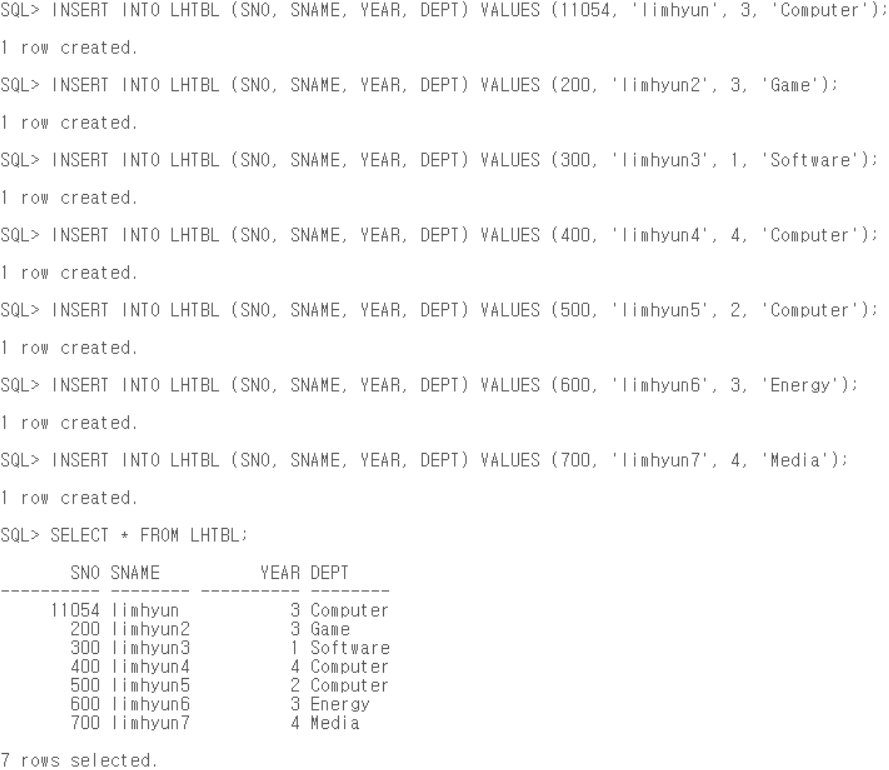 SQL> INSERT INTO LHTBL (SNO, SNAME, YEAR, DEPT) VALUES (11054, 'limhyun', 3, 'Computer');
1 row created.
SQL> INSERT INTO LHTBL (SNO, SNAME, YEAR, DEPT) VALUES (200, 'limhyun2', 3, 'Game');
1 row created.
SQL> INSERT INTO LHTBL (SNO, SNAME, YEAR, DEPT) VALUES (300, 'limhyun3', 1, 'Software');
1 row created.
SQL> INSERT INTO LHTBL (SNO, SNAME, YEAR, DEPT) VALUES (400, 'limhyun4', 4, 'Computer');
1 row created.
SQL> INSERT INTO LHTBL (SNO, SNAME, YEAR, DEPT) VALUES (500, 'limhyun5', 2, 'Computer');
1 row created.
SQL> INSERT INTO LHTBL (SNO, SNAME, YEAR, DEPT) VALUES (600, 'limhyun6', 3, 'Energy');
1 row created.
SQL> INSERT INTO LHTBL (SNO, SNAME, YEAR, DEPT) VALUES (700, 'limhyun7', 4, 'Media');
1 row created.
SQL> SELECT * FROM LHTBL;
       SNO SNAME          YEAR DEPT
---------- -------- ---------- --------
     11054 limhyun           3 Computer
       200 limhyun2          3 Game
       300 limhyun3          1 Software
       400 limhyun4          4 Computer
       500 limhyun5          2 Computer
       600 limhyun6          3 Energy
       700 limhyun7          4 Media
7 rows selected.